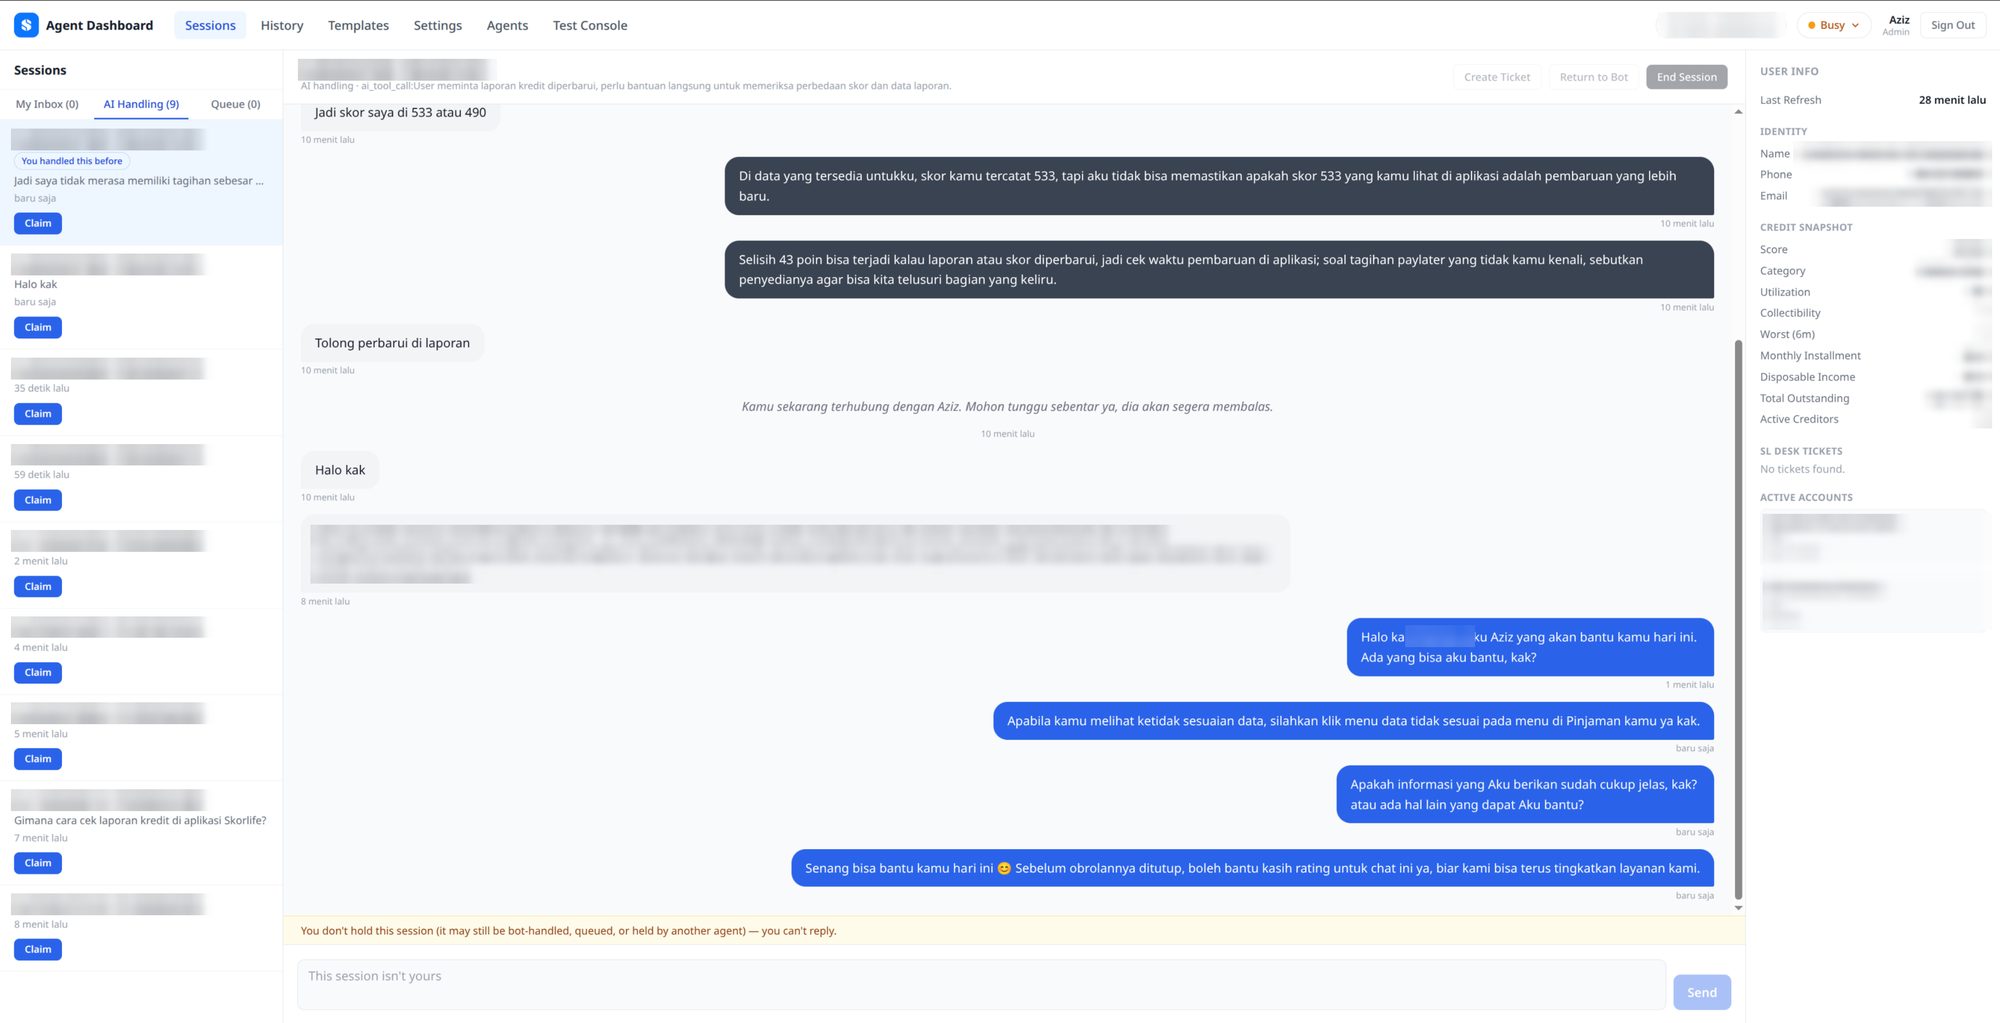 Agent Dashboard
Sessions
History
Templates
Settings
Agents
Test Console
Busy
Aziz
Admin
Sign Out
Sessions
My Inbox (0)
AI Handling (9)
Queue (0)
You handled this before
Jadi saya tidak merasa memiliki tagihan sebesar ...
baru saja
Claim
Halo kak
baru saja
Claim
35 detik lalu
Claim
59 detik lalu
Claim
2 menit lalu
Claim
4 menit lalu
Claim
5 menit lalu
Claim
Gimana cara cek laporan kredit di aplikasi Skorlife?
7 menit lalu
Claim
8 menit lalu
Claim
AI handling · ai_tool_call:User meminta laporan kredit diperbarui, perlu bantuan langsung untuk memeriksa perbedaan skor dan data laporan.
Create Ticket
Return to Bot
End Session
Jadi skor saya di 533 atau 490
10 menit lalu
Di data yang tersedia untukku, skor kamu tercatat 533, tapi aku tidak bisa memastikan apakah skor 533 yang kamu lihat di aplikasi adalah pembaruan yang lebih
baru.
10 menit lalu
Selisih 43 poin bisa terjadi kalau laporan atau skor diperbarui, jadi cek waktu pembaruan di aplikasi; soal tagihan paylater yang tidak kamu kenali, sebutkan
penyedianya agar bisa kita telusuri bagian yang keliru.
10 menit lalu
Tolong perbarui di laporan
10 menit lalu
Kamu sekarang terhubung dengan Aziz. Mohon tunggu sebentar ya, dia akan segera membalas.
10 menit lalu
Halo kak
10 menit lalu
8 menit lalu
Halo ka ku Aziz yang akan bantu kamu hari ini.
Ada yang bisa aku bantu, kak?
1 menit lalu
Apabila kamu melihat ketidak sesuaian data, silahkan klik menu data tidak sesuai pada menu di Pinjaman kamu ya kak.
baru saja
Apakah informasi yang Aku berikan sudah cukup jelas, kak?
atau ada hal lain yang dapat Aku bantu?
baru saja
Senang bisa bantu kamu hari ini 😊 Sebelum obrolannya ditutup, boleh bantu kasih rating untuk chat ini ya, biar kami bisa terus tingkatkan layanan kami.
baru saja
You don't hold this session (it may still be bot-handled, queued, or held by another agent) — you can't reply.
This session isn't yours
Send
USER INFO
Last Refresh
28 menit lalu
IDENTITY
Name
Phone
Email
CREDIT SNAPSHOT
Score
Category
Utilization
Collectibility
Worst (6m)
Monthly Installment
Disposable Income
Total Outstanding
Active Creditors
SL DESK TICKETS
No tickets found.
ACTIVE ACCOUNTS